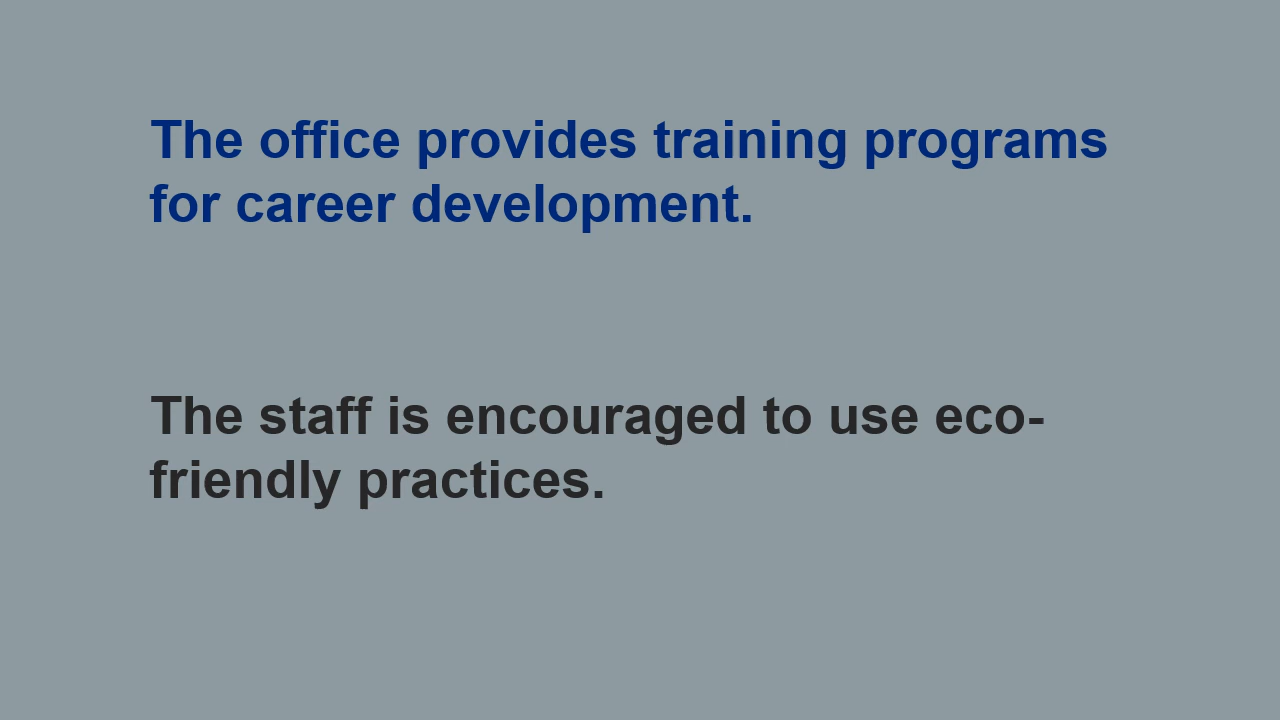 The office provides training programs
for career development.
The staff is encouraged to use eco-
friendly practices.